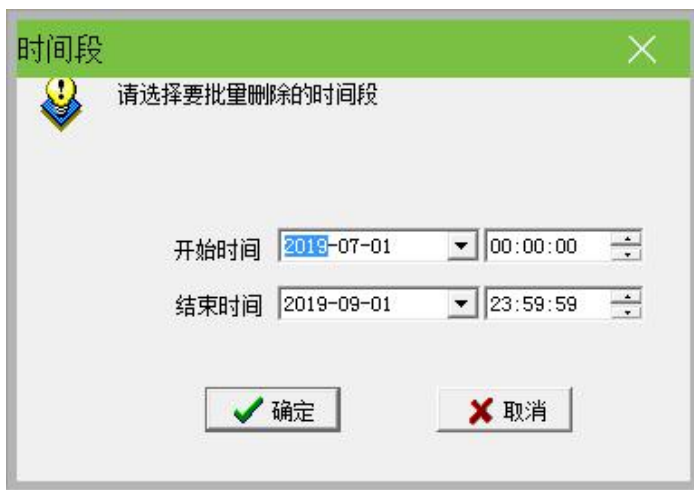 时间段
请选择要批量删除的时间段
开始时间 2019-07-01 00:00:00
结束时间 2019-09-01 23:59:59
确定 取消